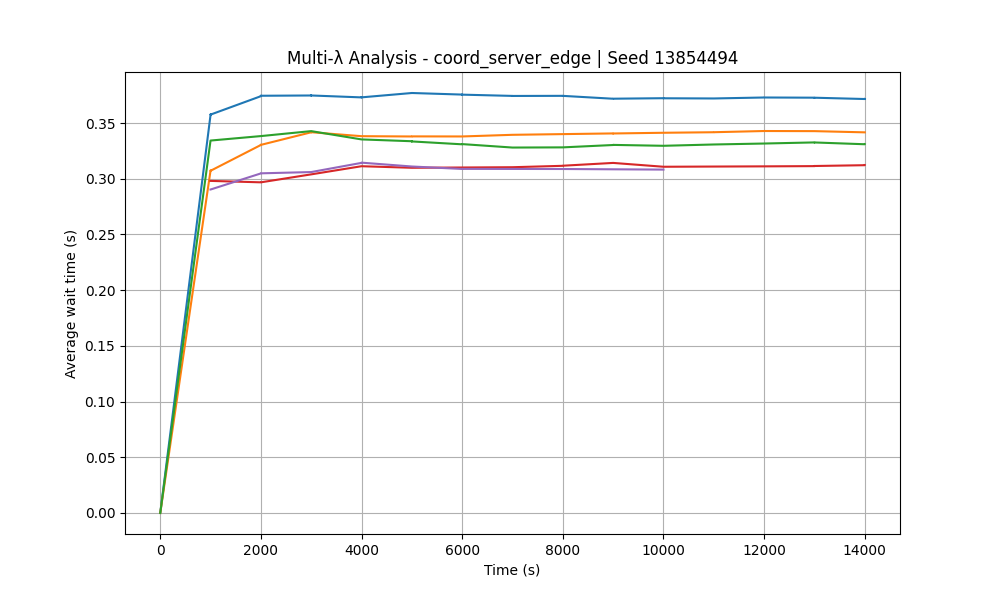 Multi-λ Analysis - coord_server_edge | Seed 13854494
Average wait time (s)
0.35
0.30
0.25
0.20
0.15
0.10
0.05
0.00
0 2000 4000 6000 8000 10000 12000 14000
Time (s)